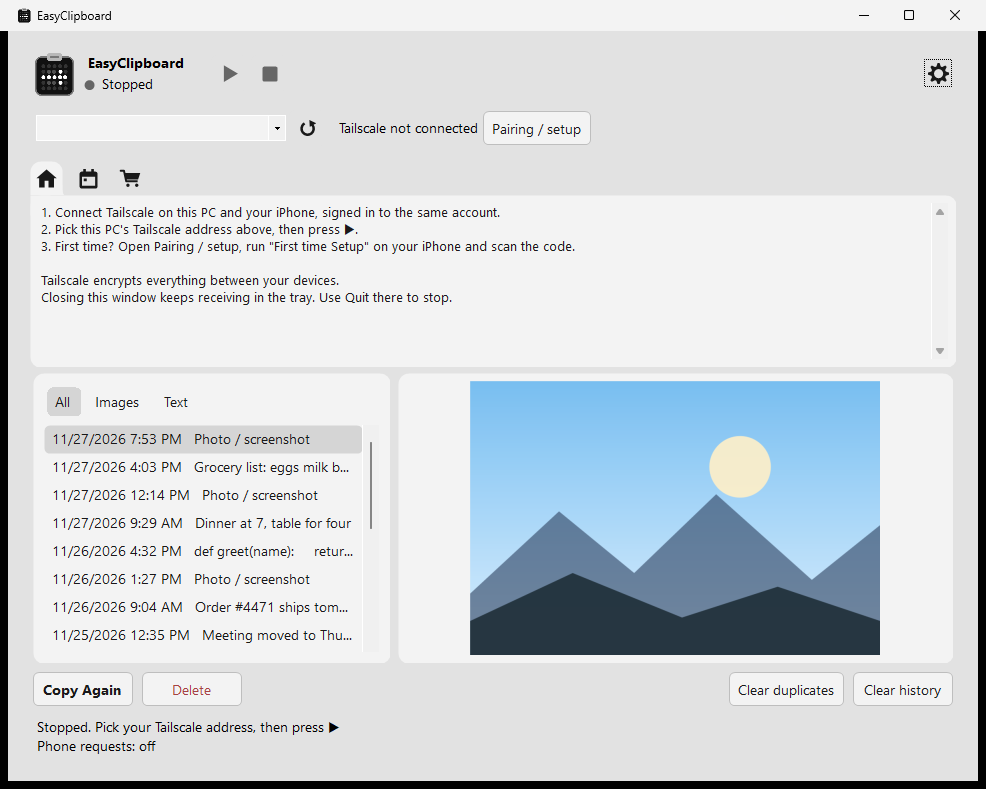 EasyClipboard
EasyClipboard
Stopped
Tailscale not connected
Pairing / setup
1. Connect Tailscale on this PC and your iPhone, signed in to the same account.
2. Pick this PC's Tailscale address above, then press ▶.
3. First time? Open Pairing / setup, run "First time Setup" on your iPhone and scan the code.
Tailscale encrypts everything between your devices.
Closing this window keeps receiving in the tray. Use Quit there to stop.
All Images Text
11/27/2026 7:53 PM Photo / screenshot
11/27/2026 4:03 PM Grocery list: eggs milk b...
11/27/2026 12:14 PM Photo / screenshot
11/27/2026 9:29 AM Dinner at 7, table for four
11/26/2026 4:32 PM def greet(name): retur...
11/26/2026 1:27 PM Photo / screenshot
11/26/2026 9:04 AM Order #4471 ships tom...
11/25/2026 12:35 PM Meeting moved to Thu...
Copy Again Delete Clear duplicates Clear history
Stopped. Pick your Tailscale address, then press ▶
Phone requests: off